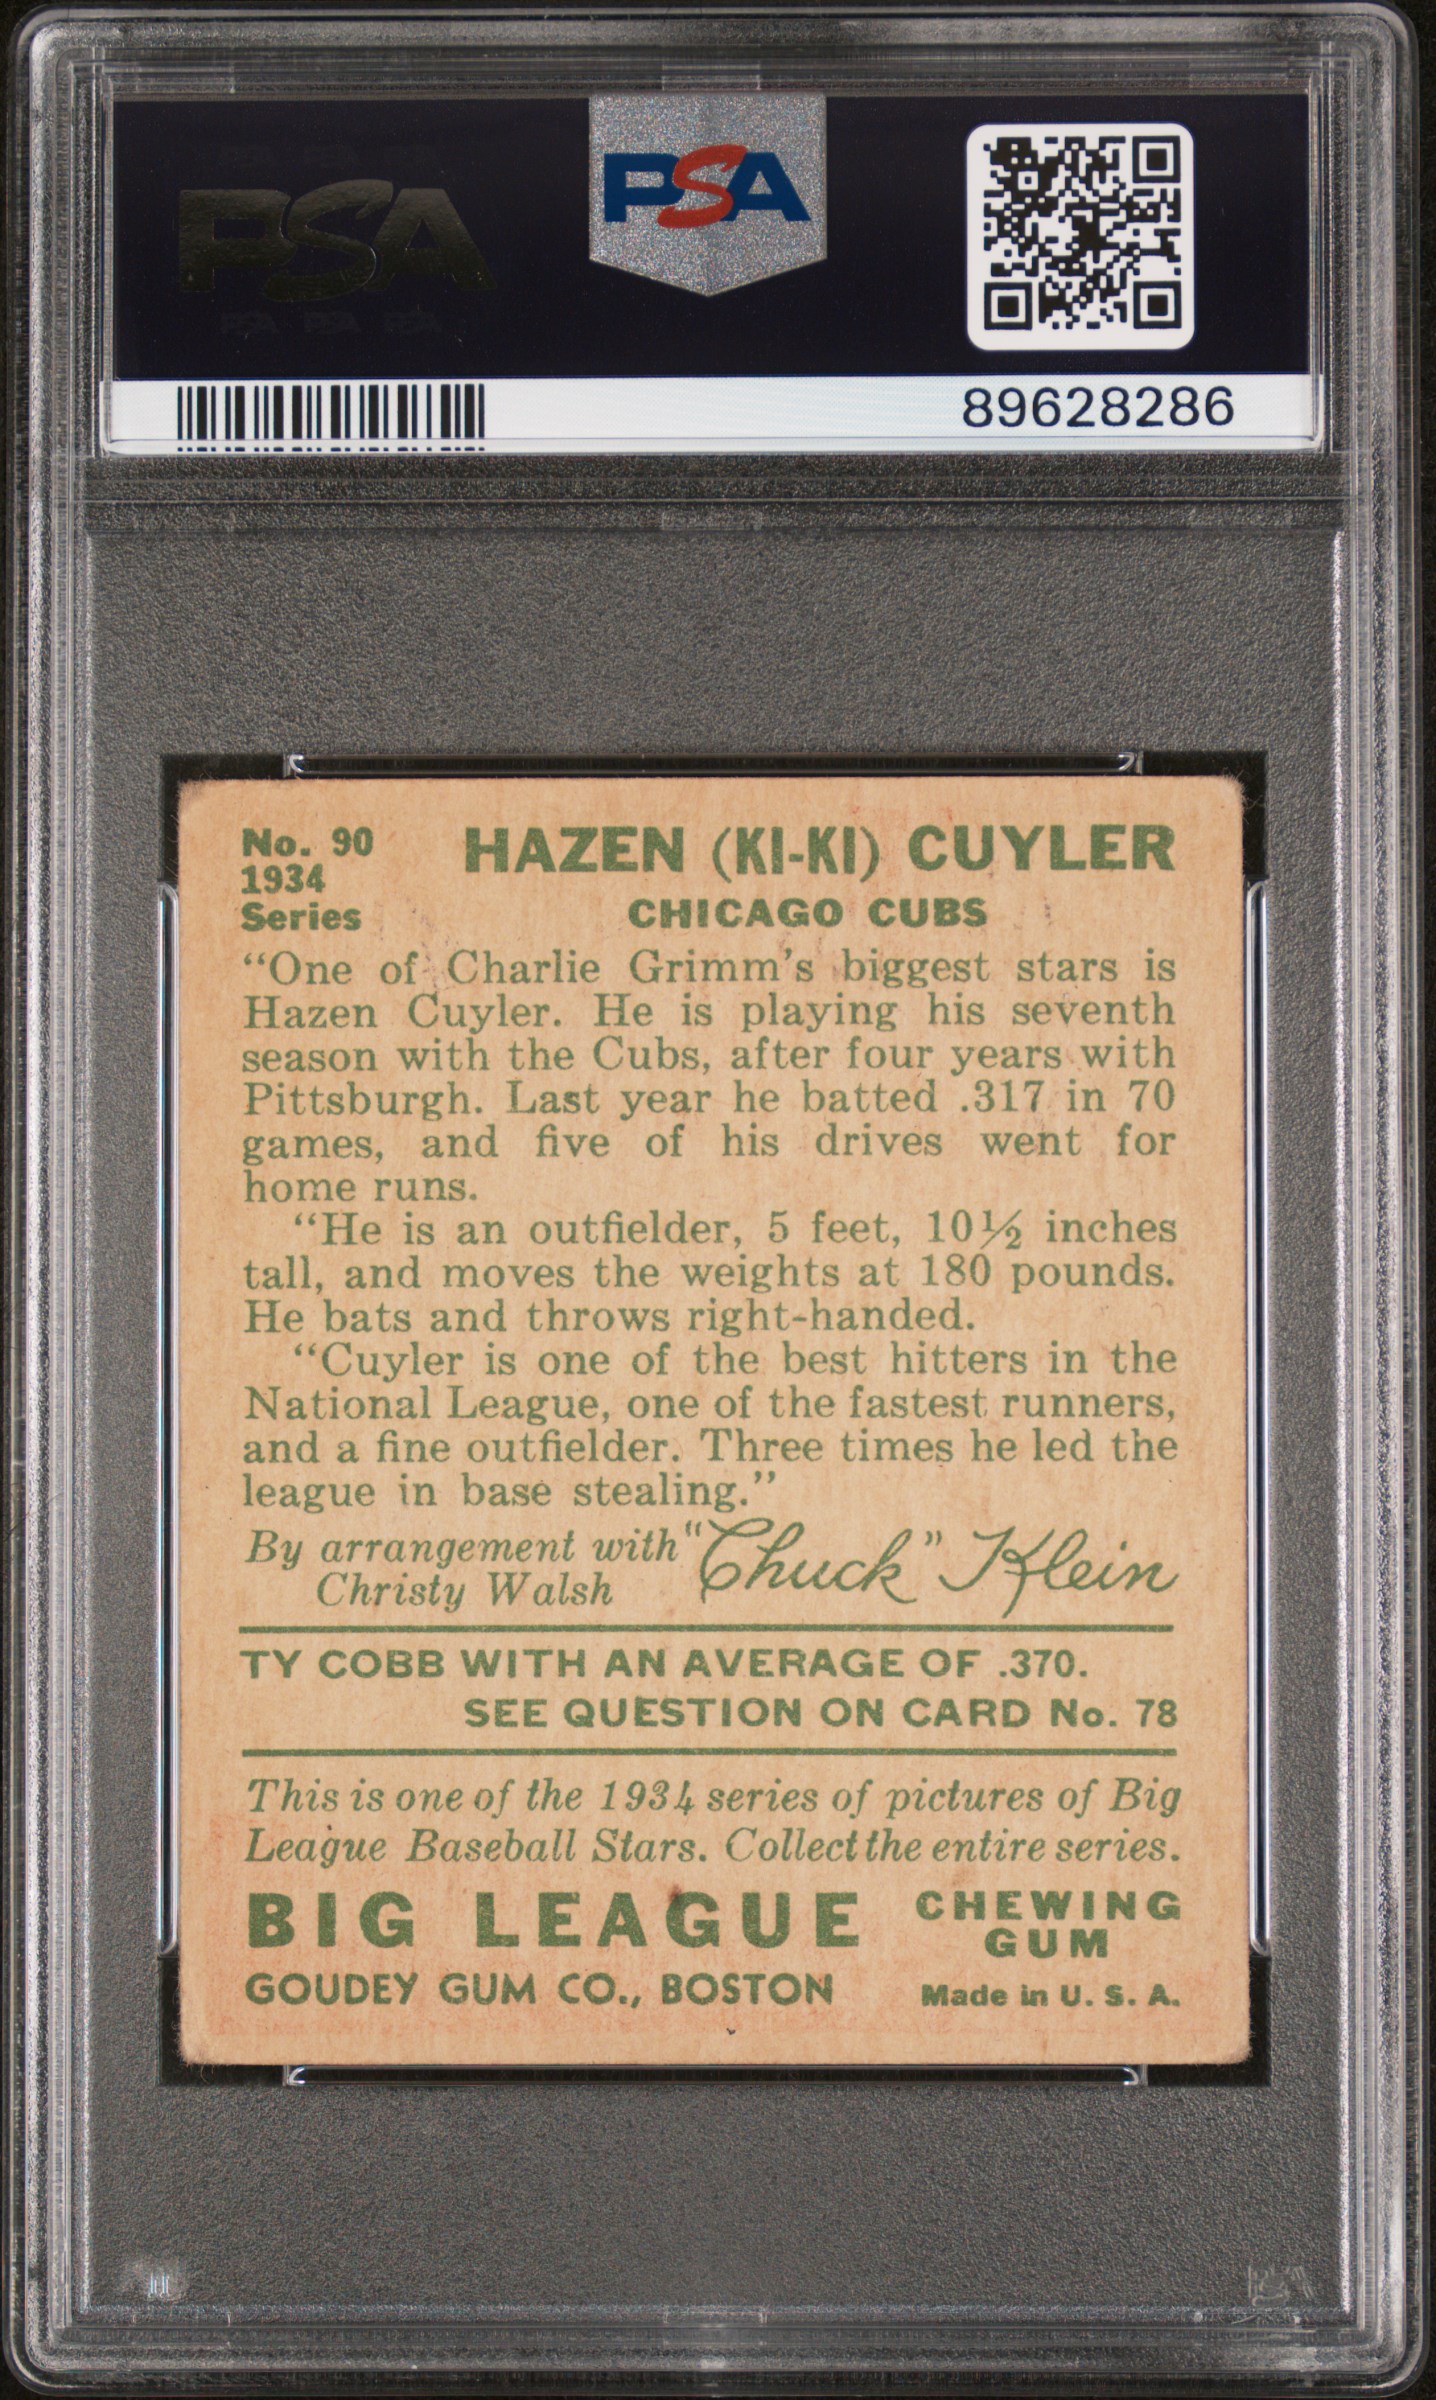 PSA
PSA
89628286
No. 90
1934
Series
HAZEN (KI-KI) CUYLER
CHICAGO CUBS
“One of Charlie Grimm’s biggest stars is
Hazen Cuyler. He is playing his seventh
season with the Cubs, after four years with
Pittsburgh. Last year he batted .317 in 70
games, and five of his drives went for
home runs.
“He is an outfielder, 5 feet, 10½ inches
tall, and moves the weights at 180 pounds.
He bats and throws right-handed.
“Cuyler is one of the best hitters in the
National League, one of the fastest runners,
and a fine outfielder. Three times he led the
league in base stealing.”
By arrangement with
Christy Walsh
“Chuck” Klein
TY COBB WITH AN AVERAGE OF .370.
SEE QUESTION ON CARD No. 78
This is one of the 1934 series of pictures of Big
League Baseball Stars. Collect the entire series.
BIG LEAGUE
CHEWING
GUM
GOUDEY GUM CO., BOSTON
Made in U. S. A.